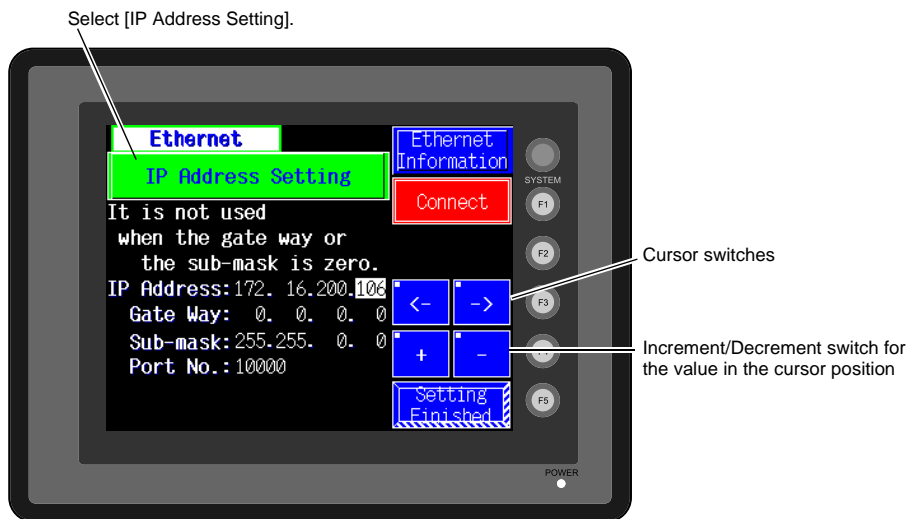 Select [IP Address Setting].
Ethernet
IP Address Setting
Ethernet
Information
Connect
It is not used
when the gate way or
the sub-mask is zero.
IP Address:172. 16.200.106
Gate Way: 0. 0. 0. 0
Sub-mask:255.255. 0. 0
Port No.:10000
<- ->
+ -
Setting
Finished
SYSTEM
F1
F2
F3
F5
POWER
Cursor switches
Increment/Decrement switch for
the value in the cursor position